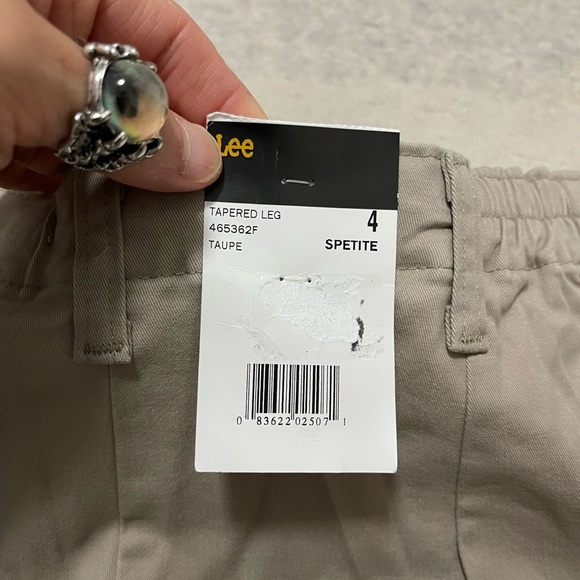 Lee
TAPERED LEG 4
465362F
TAUPE SPETITE
0 83622 02507 1